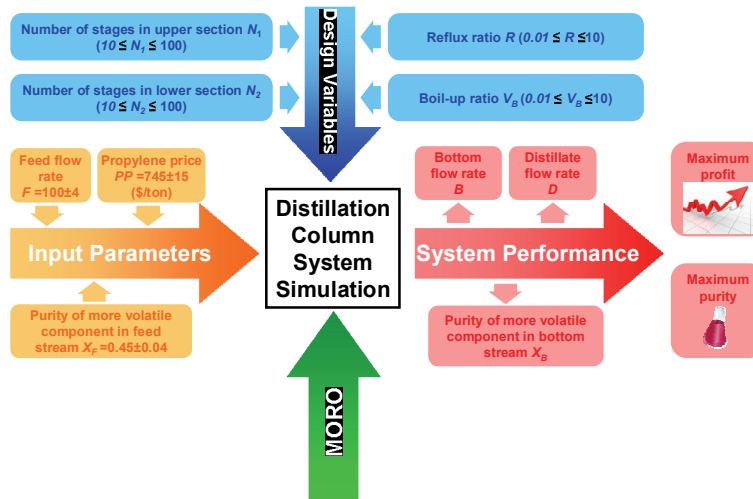 Number of stages in upper section N1
(10 ≤ N1 ≤ 100)
Reflux ratio R (0.01 ≤ R ≤10)
Number of stages in lower section N2
(10 ≤ N2 ≤ 100)
Boil-up ratio VB (0.01 ≤ VB ≤10)
Design Variables
Feed flow
rate
F =100±4
Propylene price
PP =745±15
($/ton)
Input Parameters
Purity of more volatile
component in feed
stream XF =0.45±0.04
Distillation
Column
System
Simulation
Bottom
flow rate
B
Distillate
flow rate
D
System Performance
Purity of more volatile
component in bottom
stream XB
Maximum
profit
Maximum
purity
MORO